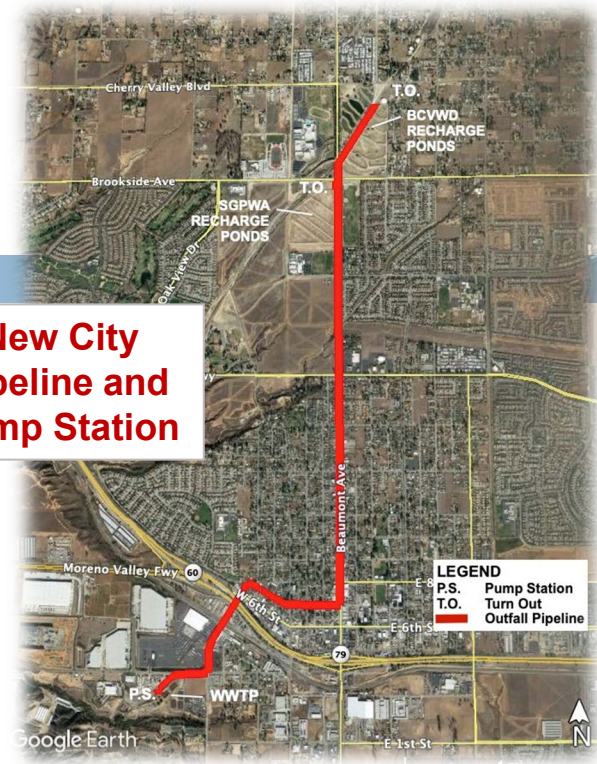 Cherry Valley Blvd
T.O.
BCVWD
RECHARGE
PONDS
Brookside Ave
T.O.
SGPWA
RECHARGE
PONDS
Oak View Dr
New City
peline and
mp Station
Beaumont Ave
Moreno Valley Fwy 60
W 6th St
E 8
E 6th St
79
LEGEND
P.S. Pump Station
T.O. Turn Out
Outfall Pipeline
P.S.
WWTP
Google Earth
E 1st St
N